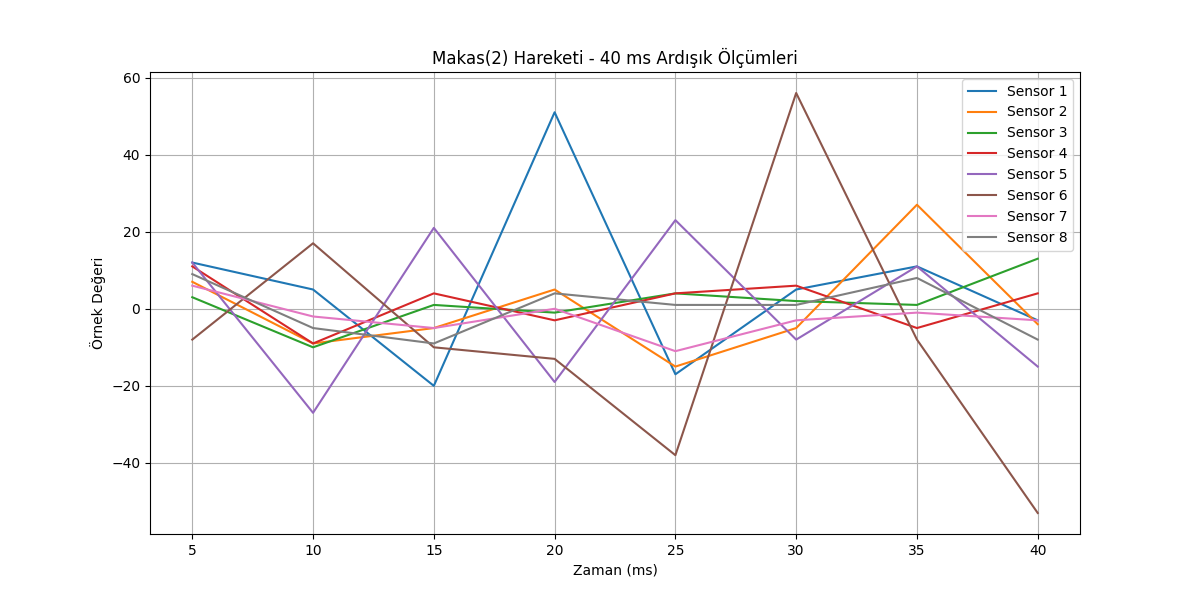 Makas(2) Hareketi - 40 ms Ardışık Ölçümleri
60
40
20
0
−20
−40
Örnek Değeri
Sensor 1
Sensor 2
Sensor 3
Sensor 4
Sensor 5
Sensor 6
Sensor 7
Sensor 8
5 10 15 20 25 30 35 40
Zaman (ms)